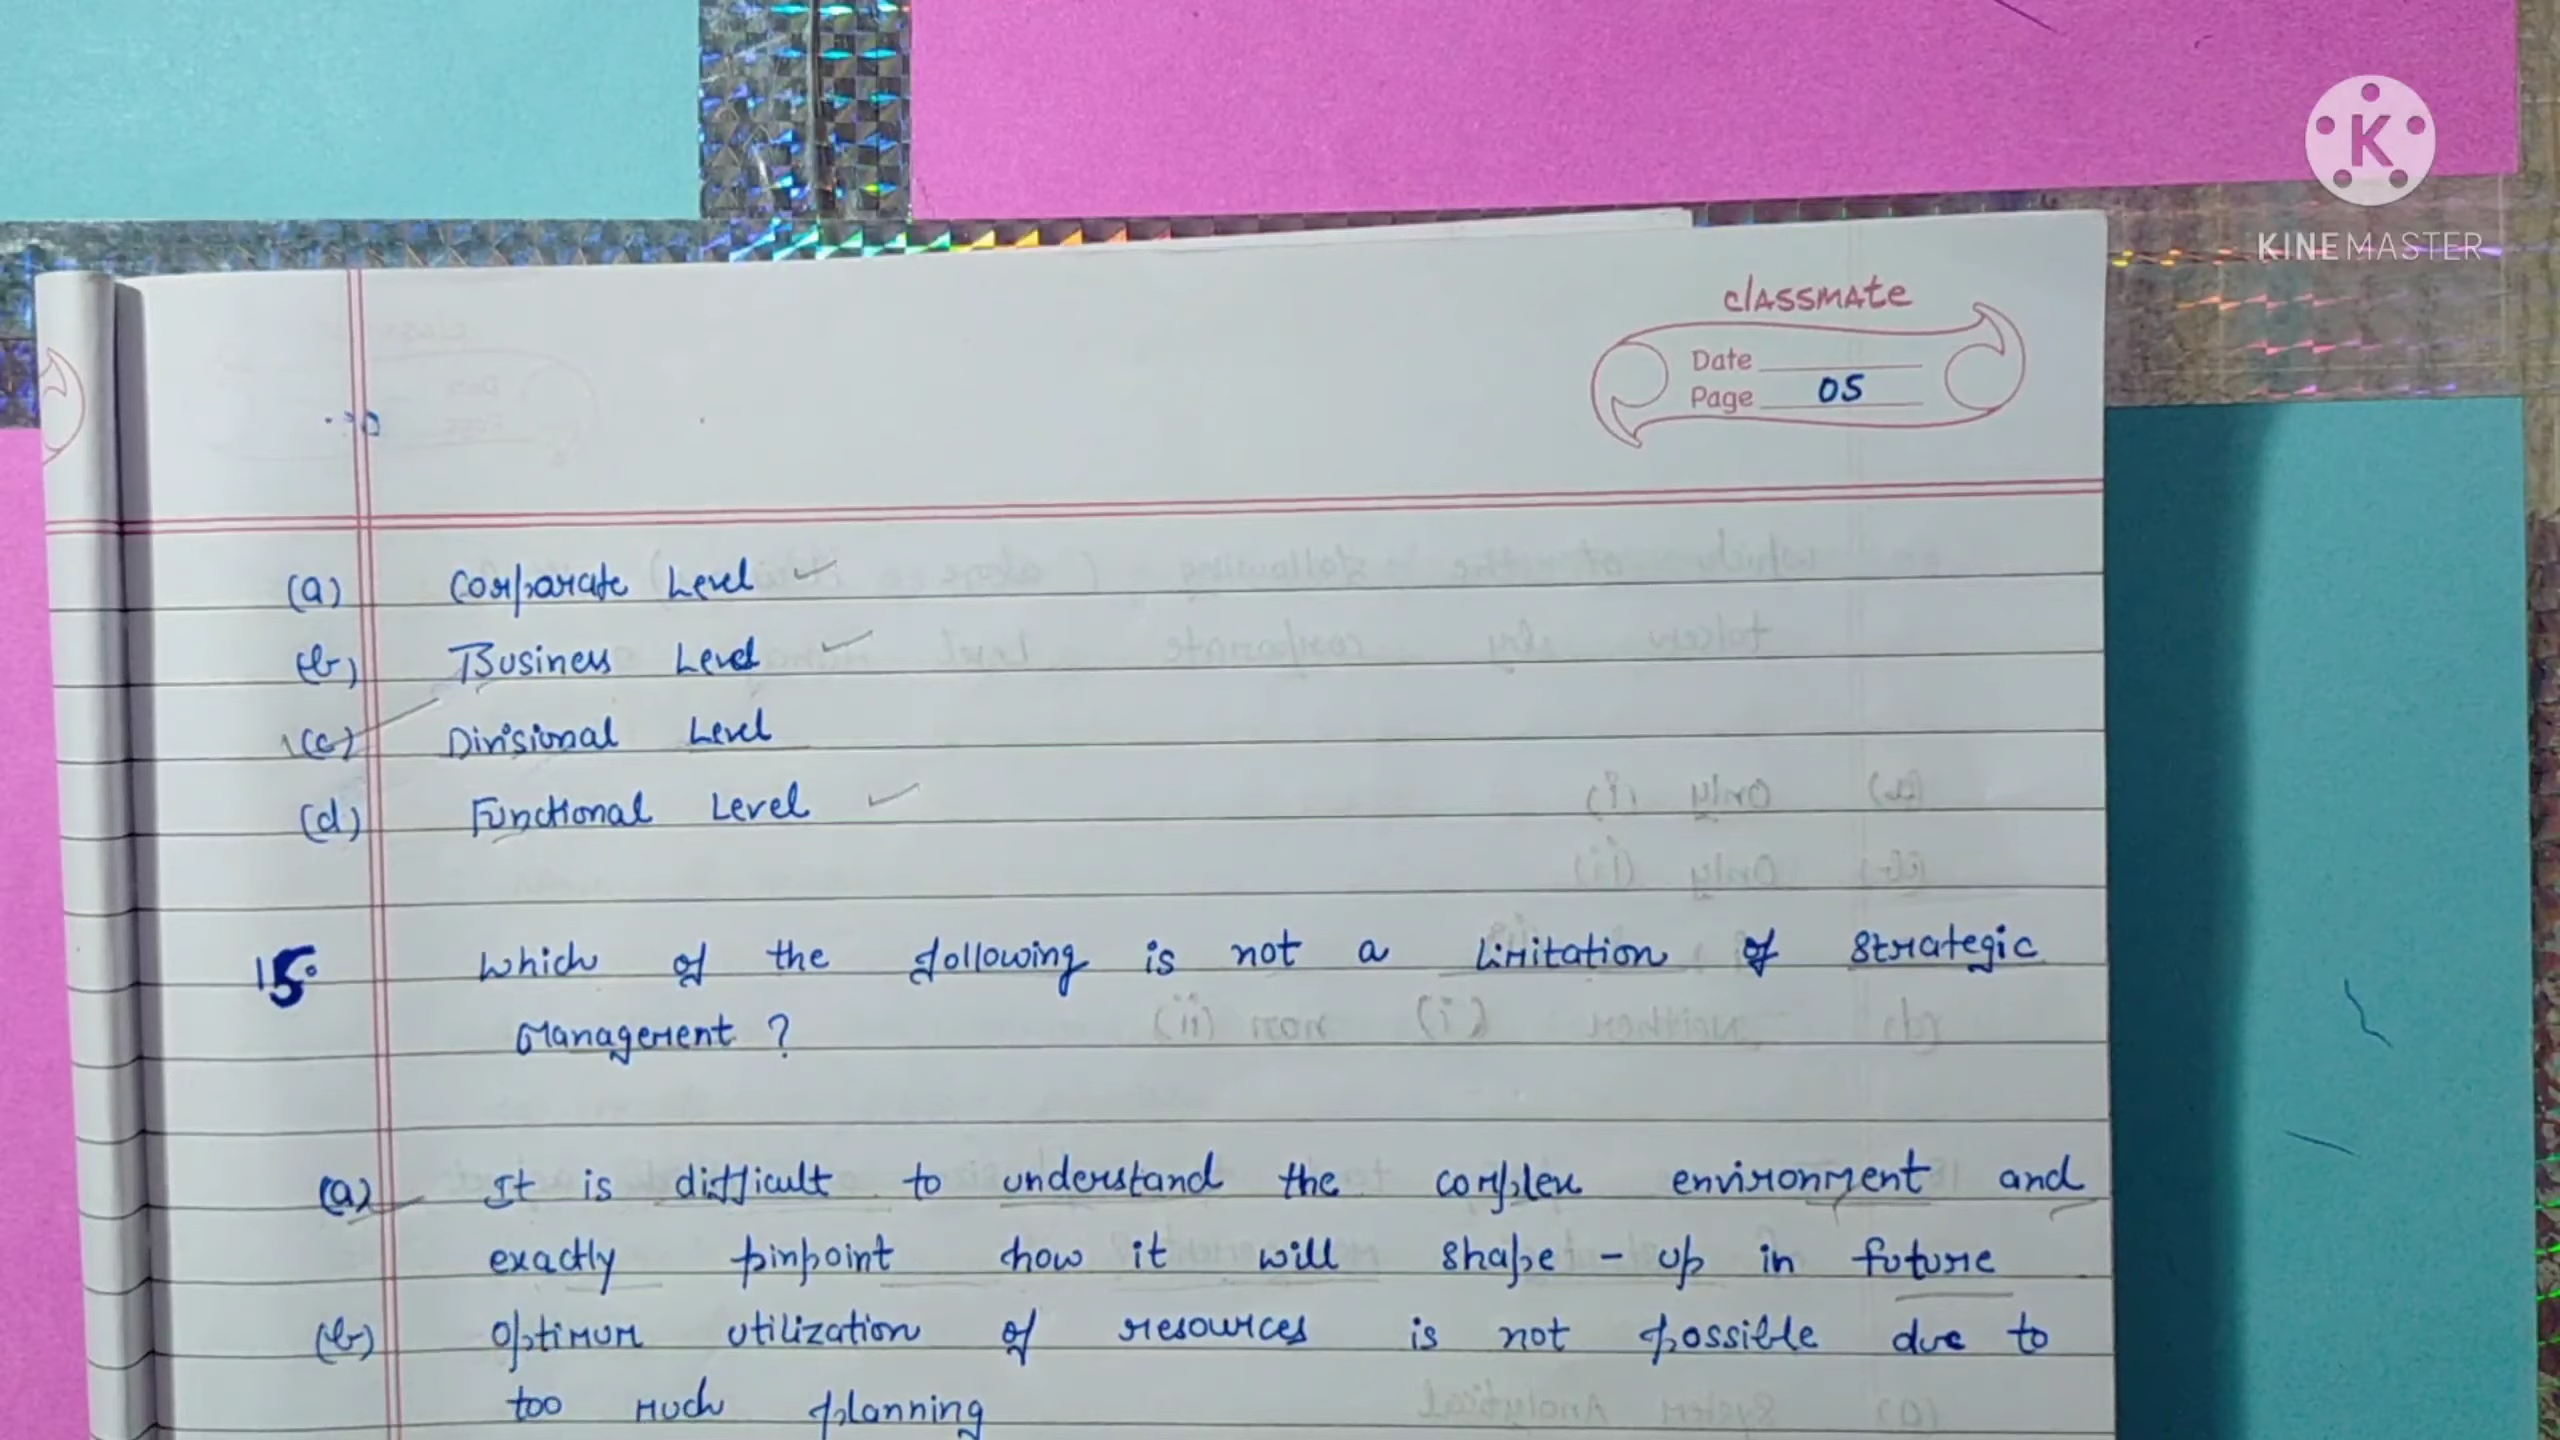 K
KINEMASTER
classmate
Date
Page 05
(a) Corporate Level
(b) Business Level
(c) Divisional Level
(d) Functional Level
15. Which of the following is not a limitation of strategic
management ?
(a) It is difficult to understand the complex environment and
exactly pinpoint how it will shape - up in future
(b) Optimum utilization of resources is not possible due to
too much planning